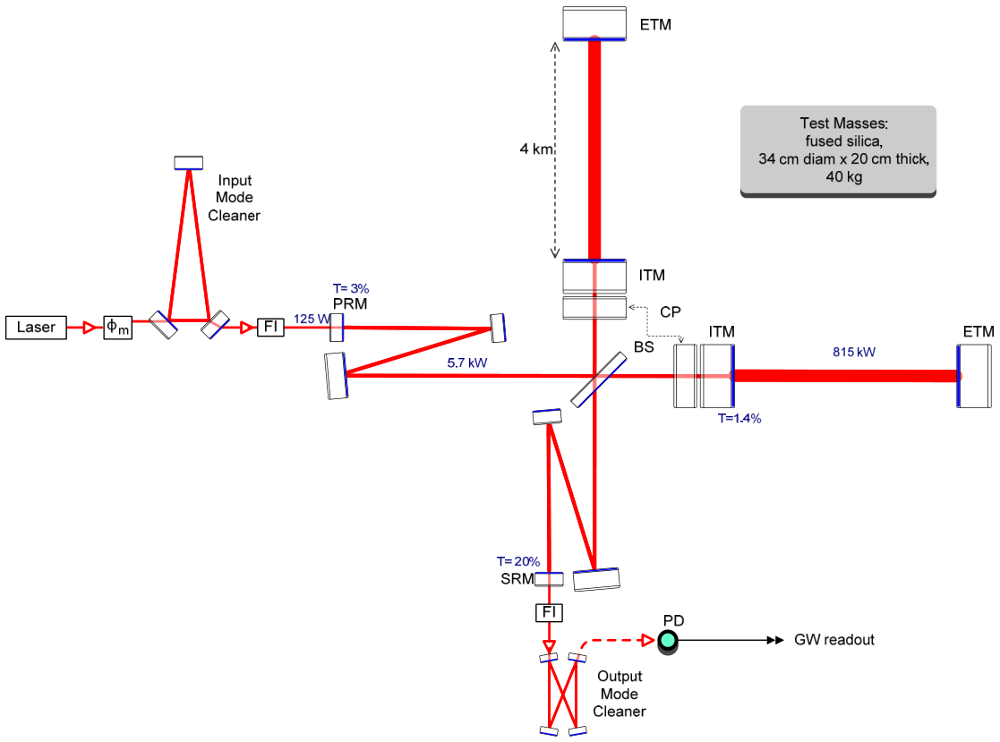 ETM
Test Masses:
fused silica,
34 cm diam x 20 cm thick,
40 kg
4 km
Input
Mode
Cleaner
ITM
T= 3%
PRM
CP
Laser
ϕm
FI
125 W
BS
ITM
ETM
5.7 kW
815 kW
T=1.4%
T= 20%
SRM
FI
PD
GW readout
Output
Mode
Cleaner